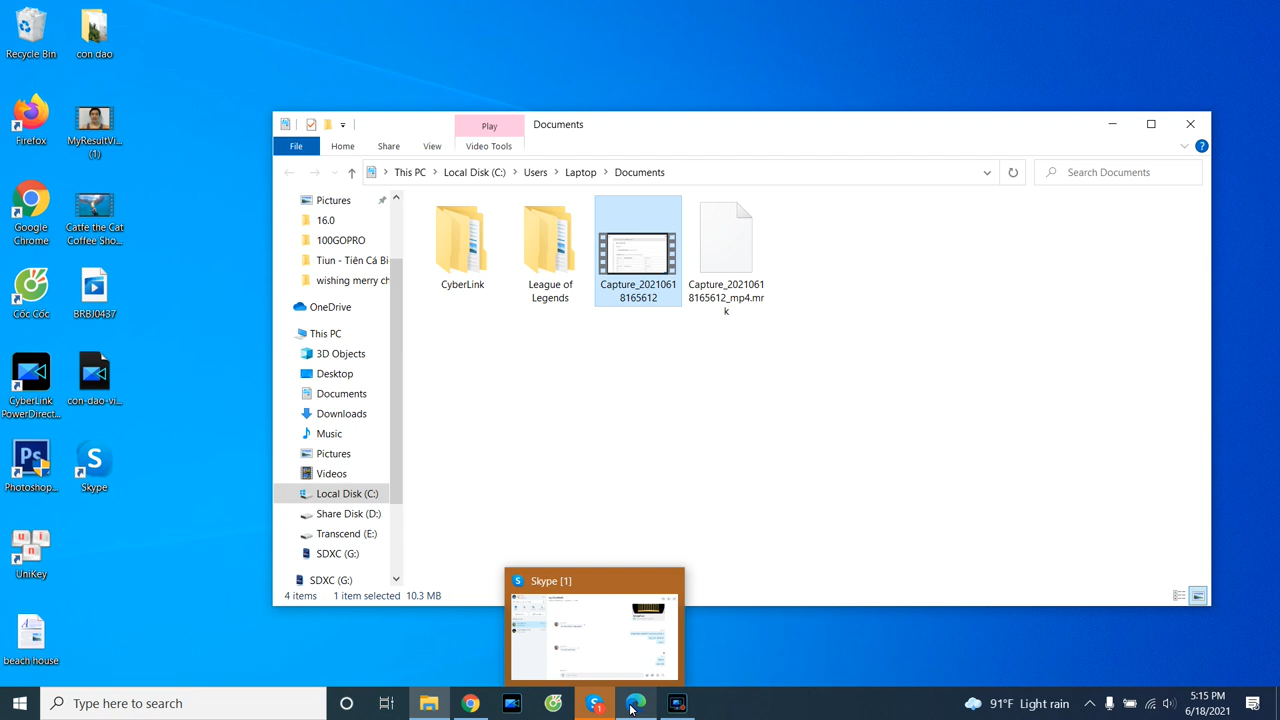 Recycle Bin
con dao
Firefox
MyResultVi...
(1)
Google
Chrome
Catfe the Cat
Coffee Sho...
Cốc Cốc
BRBJ0437
CyberLink
PowerDirect...
con-dao-vi...
Ps
Photoshop...
Skype
UniKey
beach house
Play
Documents
File
Home
Share
View
Video Tools
This PC
Local Disk (C:)
Users
Laptop
Documents
Search Documents
Pictures
16.0
100GOPRO
Tiun - Tiên Cá Bi
wishing merry ch
OneDrive
This PC
3D Objects
Desktop
Documents
Downloads
Music
Pictures
Videos
Local Disk (C:)
Share Disk (D:)
Transcend (E:)
SDXC (G:)
SDXC (G:)
CyberLink
League of
Legends
Capture_2021061
8165612
Capture_2021061
8165612_mp4.mr
k
4 items
1 item selected
10.3 MB
Skype [1]
Type here to search
1
91°F Light rain
5:15 PM
6/18/2021